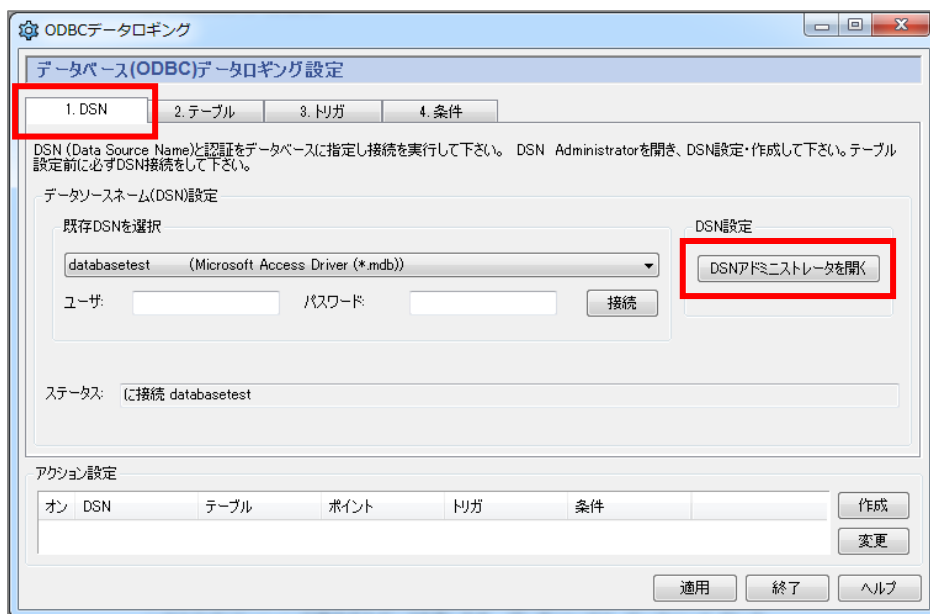 ODBCデータロギング
データベース(ODBC)データロギング設定
1. DSN
2. テーブル
3. トリガ
4. 条件
DSN (Data Source Name)と認証をデータベースに指定し接続を実行して下さい。 DSN Administratorを開き、DSN設定・作成して下さい。テーブル
設定前に必ずDSN接続をして下さい。
データソースネーム(DSN)設定
既存DSNを選択
DSN設定
databasetest (Microsoft Access Driver (*.mdb))
DSNアドミニストレータを開く
ユーザ: パスワード: 接続
ステータス: に接続 databasetest
アクション設定
オン DSN テーブル ポイント トリガ 条件
作成
変更
適用 終了 ヘルプ